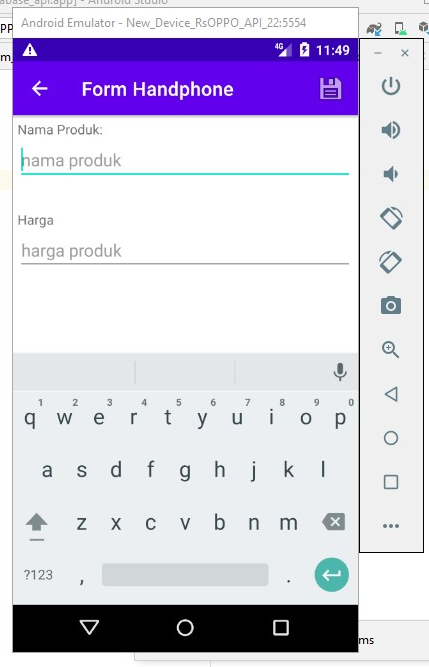 abase_api.app] - Android Studio
Android Emulator - New_Device_RsOPPO_API_22:5554
4G 11:49
Form Handphone
Nama Produk:
nama produk
Harga
harga produk
1 2 3 4 5 6 7 8 9 0
q w e r t y u i o p
a s d f g h j k l
z x c v b n m
?123 , .
ms